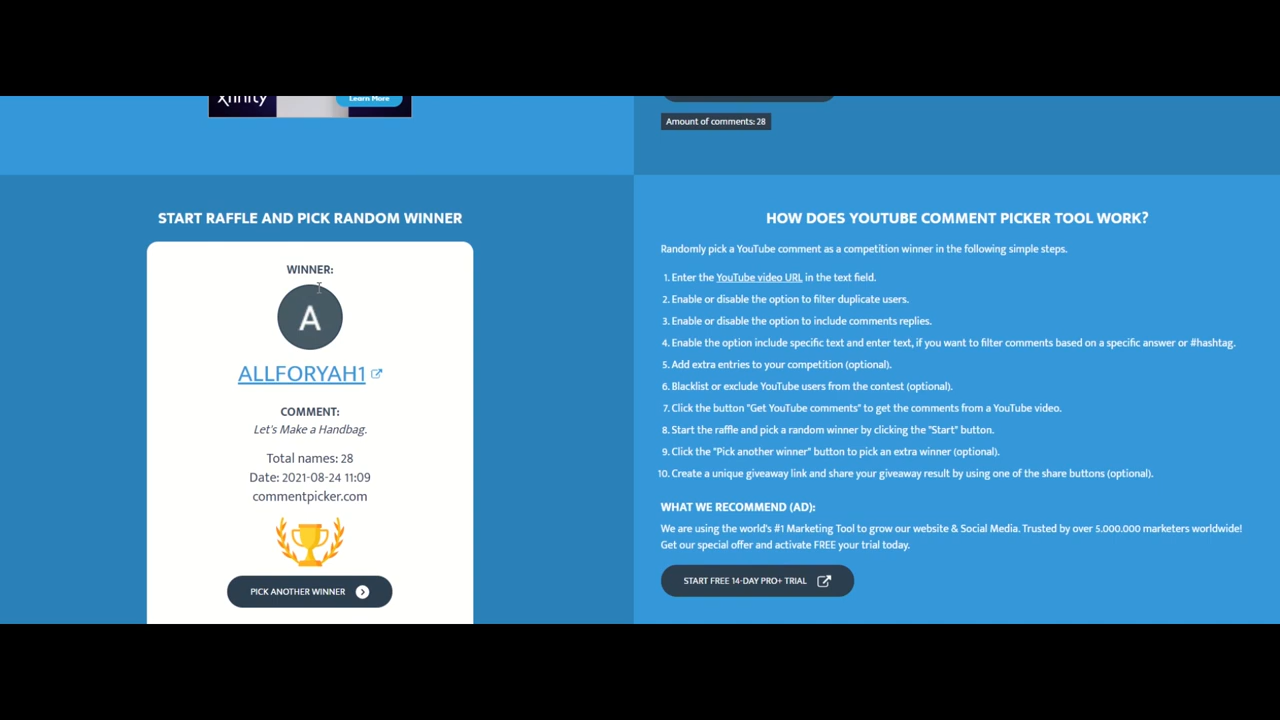 xfinity
Learn More
Amount of comments: 28
START RAFFLE AND PICK RANDOM WINNER
WINNER:
A
ALLFORYAH1
COMMENT:
Let's Make a Handbag.
Total names: 28
Date: 2021-08-24 11:09
commentpicker.com
PICK ANOTHER WINNER
HOW DOES YOUTUBE COMMENT PICKER TOOL WORK?
Randomly pick a YouTube comment as a competition winner in the following simple steps.
1. Enter the YouTube video URL in the text field.
2. Enable or disable the option to filter duplicate users.
3. Enable or disable the option to include comments replies.
4. Enable the option include specific text and enter text, if you want to filter comments based on a specific answer or #hashtag.
5. Add extra entries to your competition (optional).
6. Blacklist or exclude YouTube users from the contest (optional).
7. Click the button "Get YouTube comments" to get the comments from a YouTube video.
8. Start the raffle and pick a random winner by clicking the "Start" button.
9. Click the "Pick another winner" button to pick an extra winner (optional).
10. Create a unique giveaway link and share your giveaway result by using one of the share buttons (optional).
WHAT WE RECOMMEND (AD):
We are using the world's #1 Marketing Tool to grow our website & Social Media. Trusted by over 5.000.000 marketers worldwide!
Get our special offer and activate FREE your trial today.
START FREE 14-DAY PRO+ TRIAL